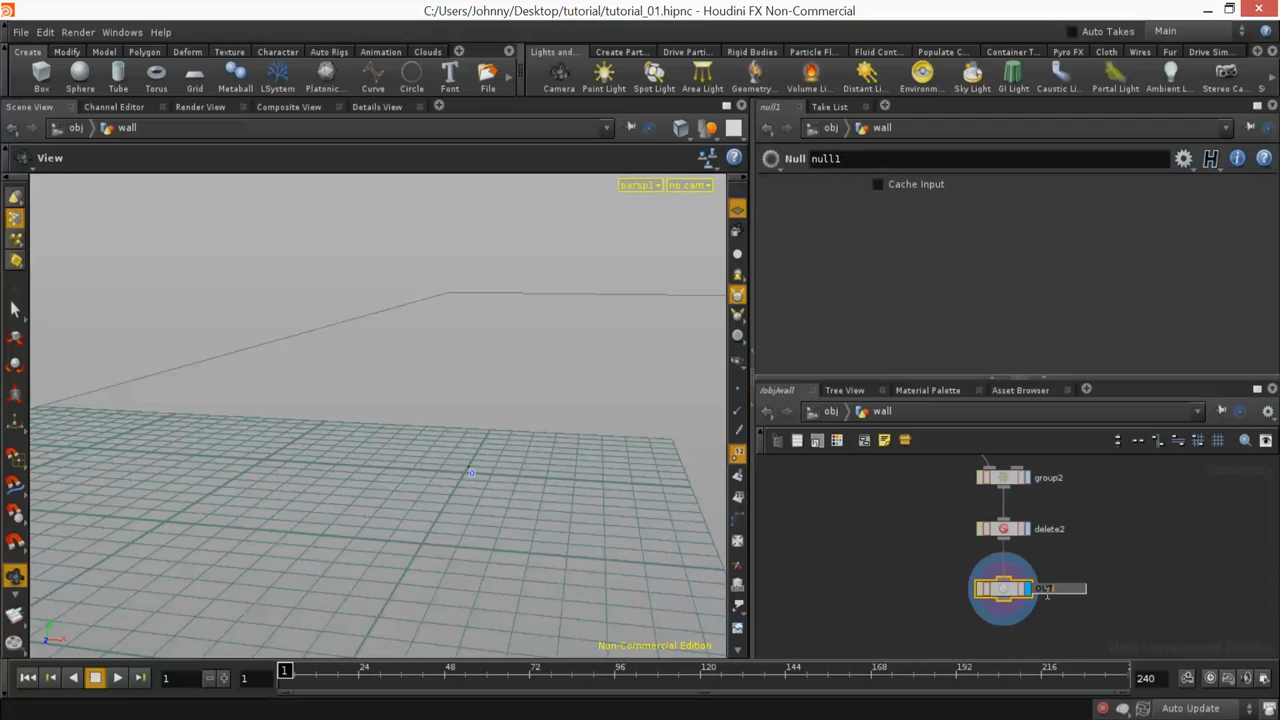 C:/Users/Johnny/Desktop/tutorial/tutorial_01.hipnc - Houdini FX Non-Commercial
File Edit Render Windows Help Auto Takes Main
Create Modify Model Polygon Deform Texture Character Auto Rigs Animation Clouds Lights and... Create Part... Drive Parti... Rigid Bodies Particle Fl... Fluid Cont... Populate C... Container T... Pyro FX Cloth Wires Fur Drive Sim...
Box Sphere Tube Torus Grid Metaball LSystem Platonic... Curve Circle Font File Camera Point Light Spot Light Area Light Geometry... Volume Li... Distant Li... Environm... Sky Light GI Light Caustic Li... Portal Light Ambient L... Stereo Ca...
Scene View Channel Editor Render View Composite View Details View null1 Take List
obj wall obj wall
View Null null1
persp1 no cam
Cache Input
/obj/wall Tree View Material Palette Asset Browser
obj wall
group2
0
delete2
OUT
Non-Commercial Edition
1 24 48 72 96 120 144 168 192 216
1 1 240
Auto Update